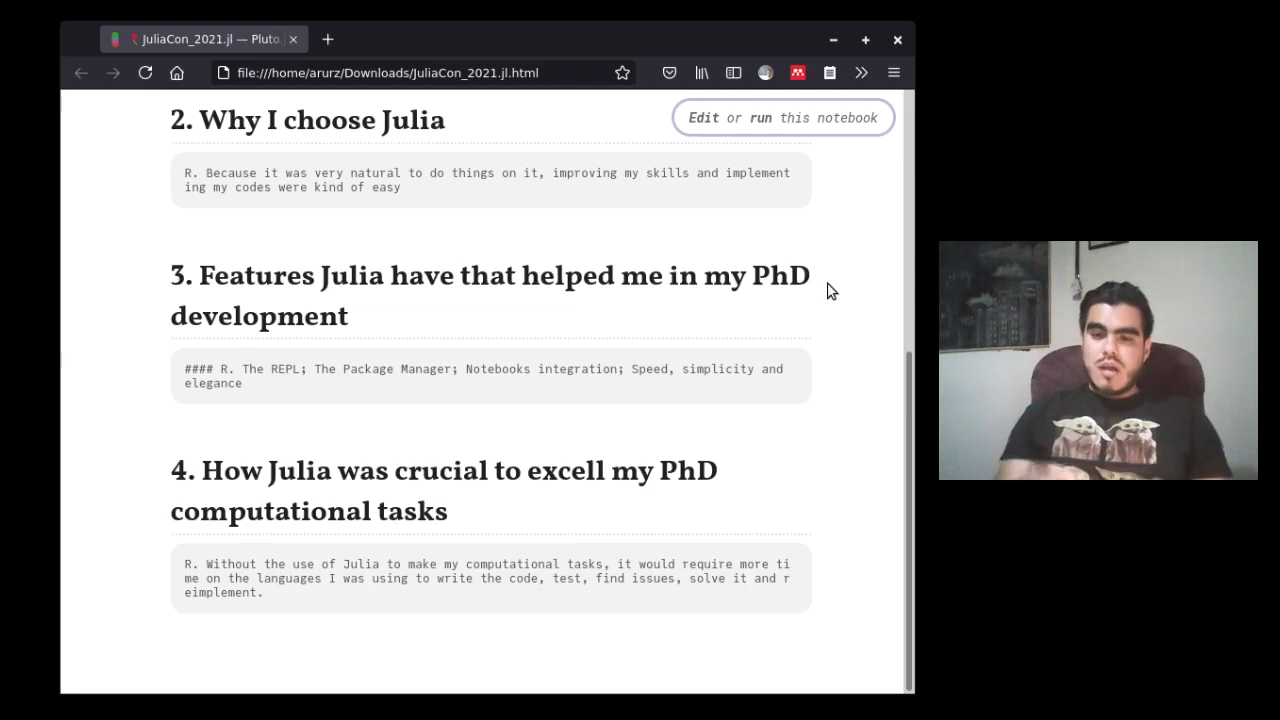 JuliaCon_2021.jl — Pluto.
file:///home/arurz/Downloads/JuliaCon_2021.jl.html
Edit or run this notebook
2. Why I choose Julia
R. Because it was very natural to do things on it, improving my skills and implement
ing my codes were kind of easy
3. Features Julia have that helped me in my PhD
development
#### R. The REPL; The Package Manager; Notebooks integration; Speed, simplicity and
elegance
4. How Julia was crucial to excell my PhD
computational tasks
R. Without the use of Julia to make my computational tasks, it would require more ti
me on the languages I was using to write the code, test, find issues, solve it and r
eimplement.